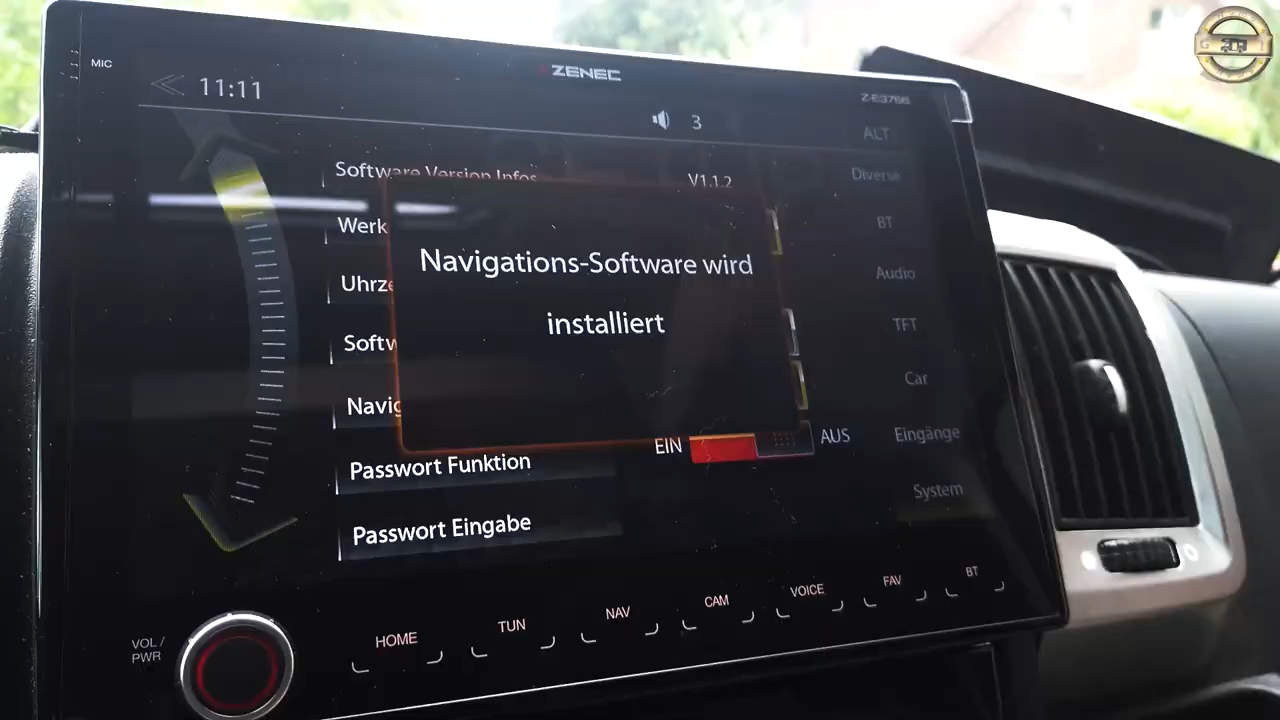 MIC
ZENEC
Z-E3766
11:11
3
ALT
Software Version Infos
V1.1.2
Diverse
Werk
BT
Navigations-Software wird
Uhrze
Audio
installiert
Softw
TFT
Car
Navig
EIN
AUS
Eingänge
Passwort Funktion
System
Passwort Eingabe
VOL /
PWR
HOME
TUN
NAV
CAM
VOICE
FAV
BT